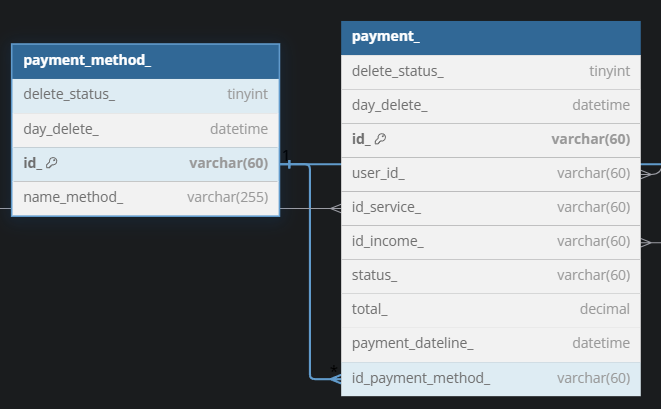 payment_method_
delete_status_ tinyint
day_delete_ datetime
id_ varchar(60)
name_method_ varchar(255)
1
payment_
delete_status_ tinyint
day_delete_ datetime
id_ varchar(60)
user_id_ varchar(60)
id_service_ varchar(60)
id_income_ varchar(60)
status_ varchar(60)
total_ decimal
payment_dateline_ datetime
*
id_payment_method_ varchar(60)